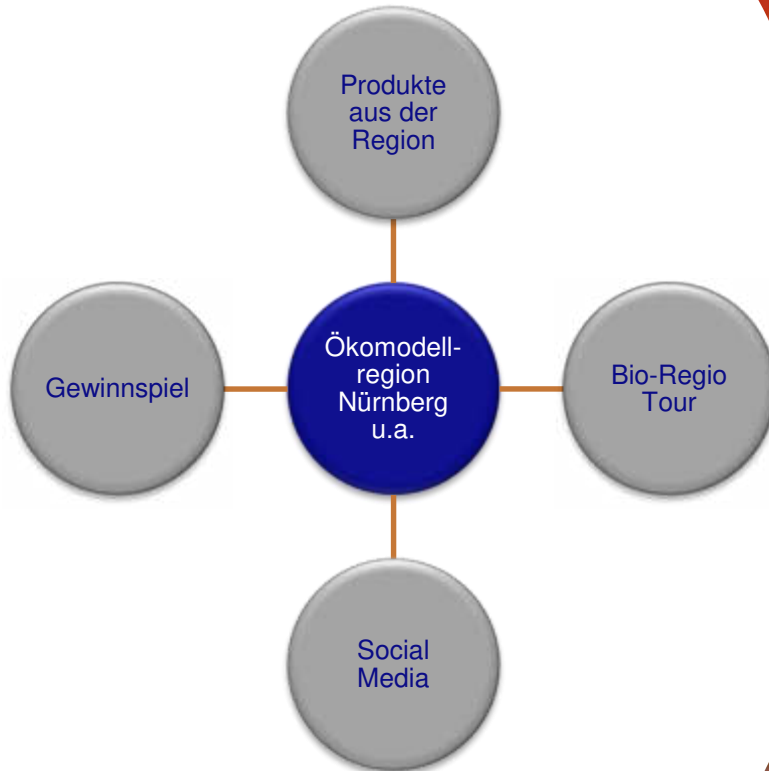 Produkte
aus der
Region
Gewinnspiel
Ökomodell-
region
Nürnberg
u.a.
Bio-Regio
Tour
Social
Media